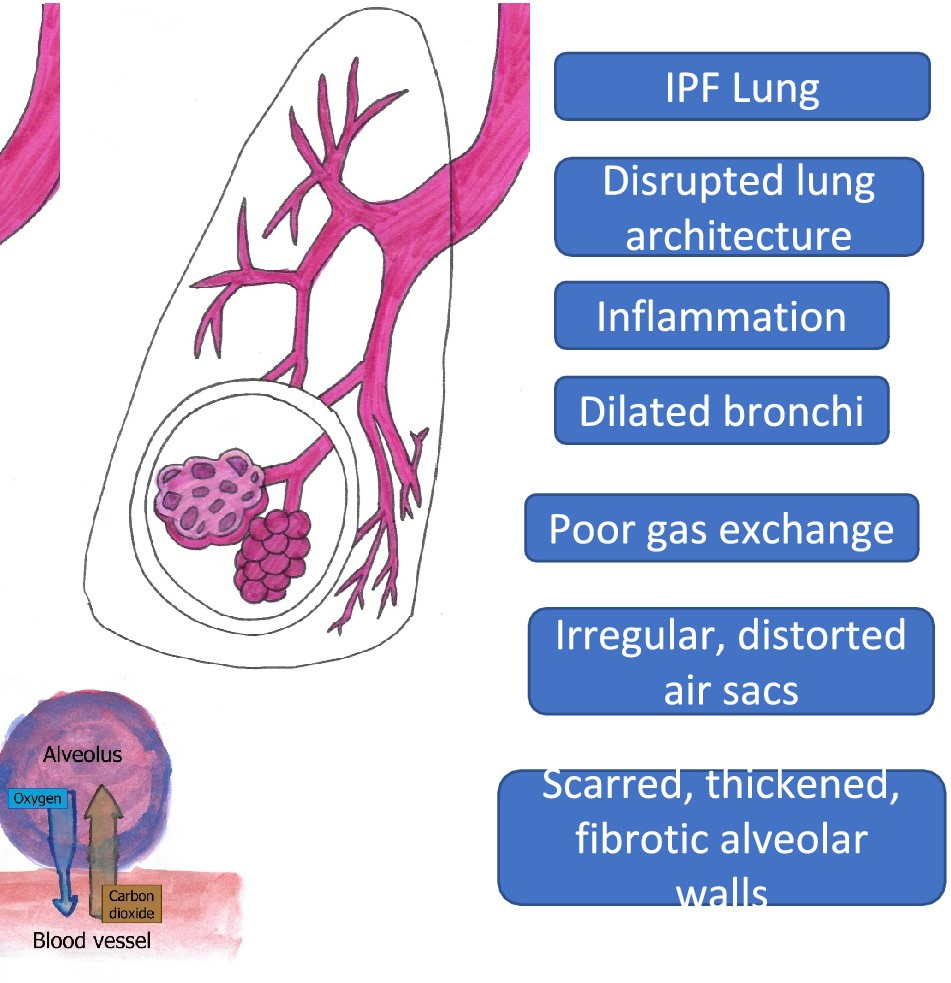 IPF Lung
Disrupted lung
architecture
Inflammation
Dilated bronchi
Poor gas exchange
Irregular, distorted
air sacs
Scarred, thickened,
fibrotic alveolar
walls
Alveolus
Oxygen
Carbon
dioxide
Blood vessel